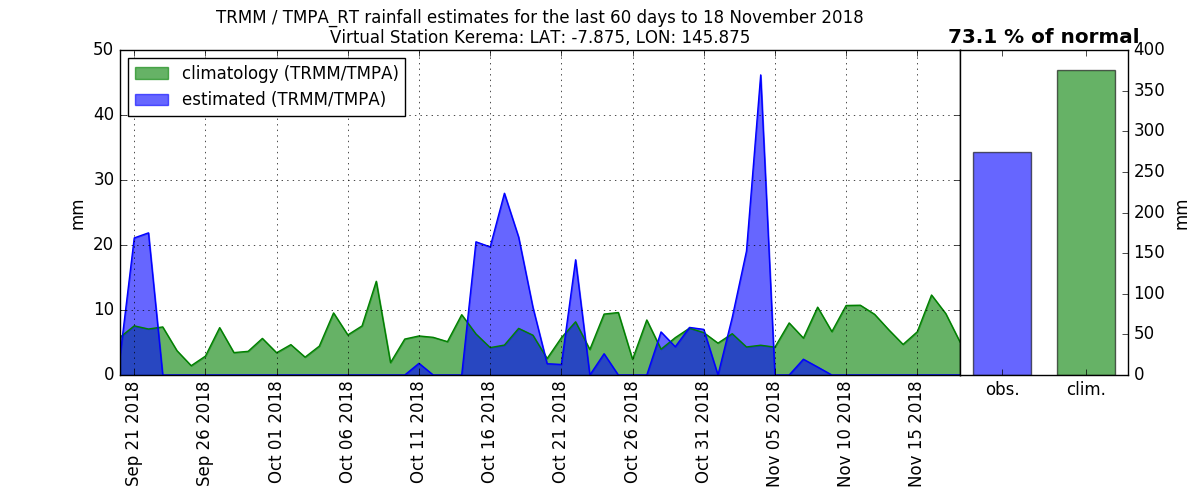 TRMM / TMPA_RT rainfall estimates for the last 60 days to 18 November 2018
Virtual Station Kerema: LAT: -7.875, LON: 145.875
73.1 % of normal
climatology (TRMM/TMPA)
estimated (TRMM/TMPA)
50
40
30
20
10
0
mm
Sep 21 2018
Sep 26 2018
Oct 01 2018
Oct 06 2018
Oct 11 2018
Oct 16 2018
Oct 21 2018
Oct 26 2018
Oct 31 2018
Nov 05 2018
Nov 10 2018
Nov 15 2018
obs.
clim.
400
350
300
250
200
150
100
50
0
mm